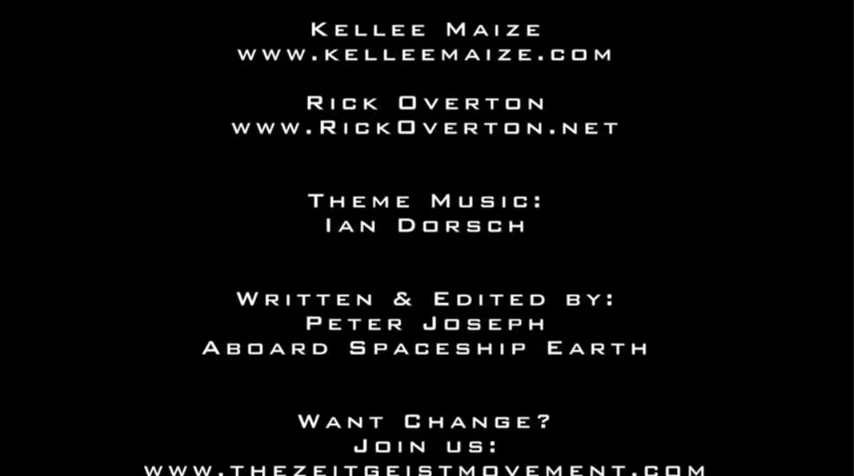 Kellee Maize
www.kelleemaize.com
Rick Overton
www.RickOverton.net
Theme Music:
Ian Dorsch
Written & Edited by:
Peter Joseph
Aboard Spaceship Earth
Want Change?
Join us:
www.thezeitgeistmovement.com